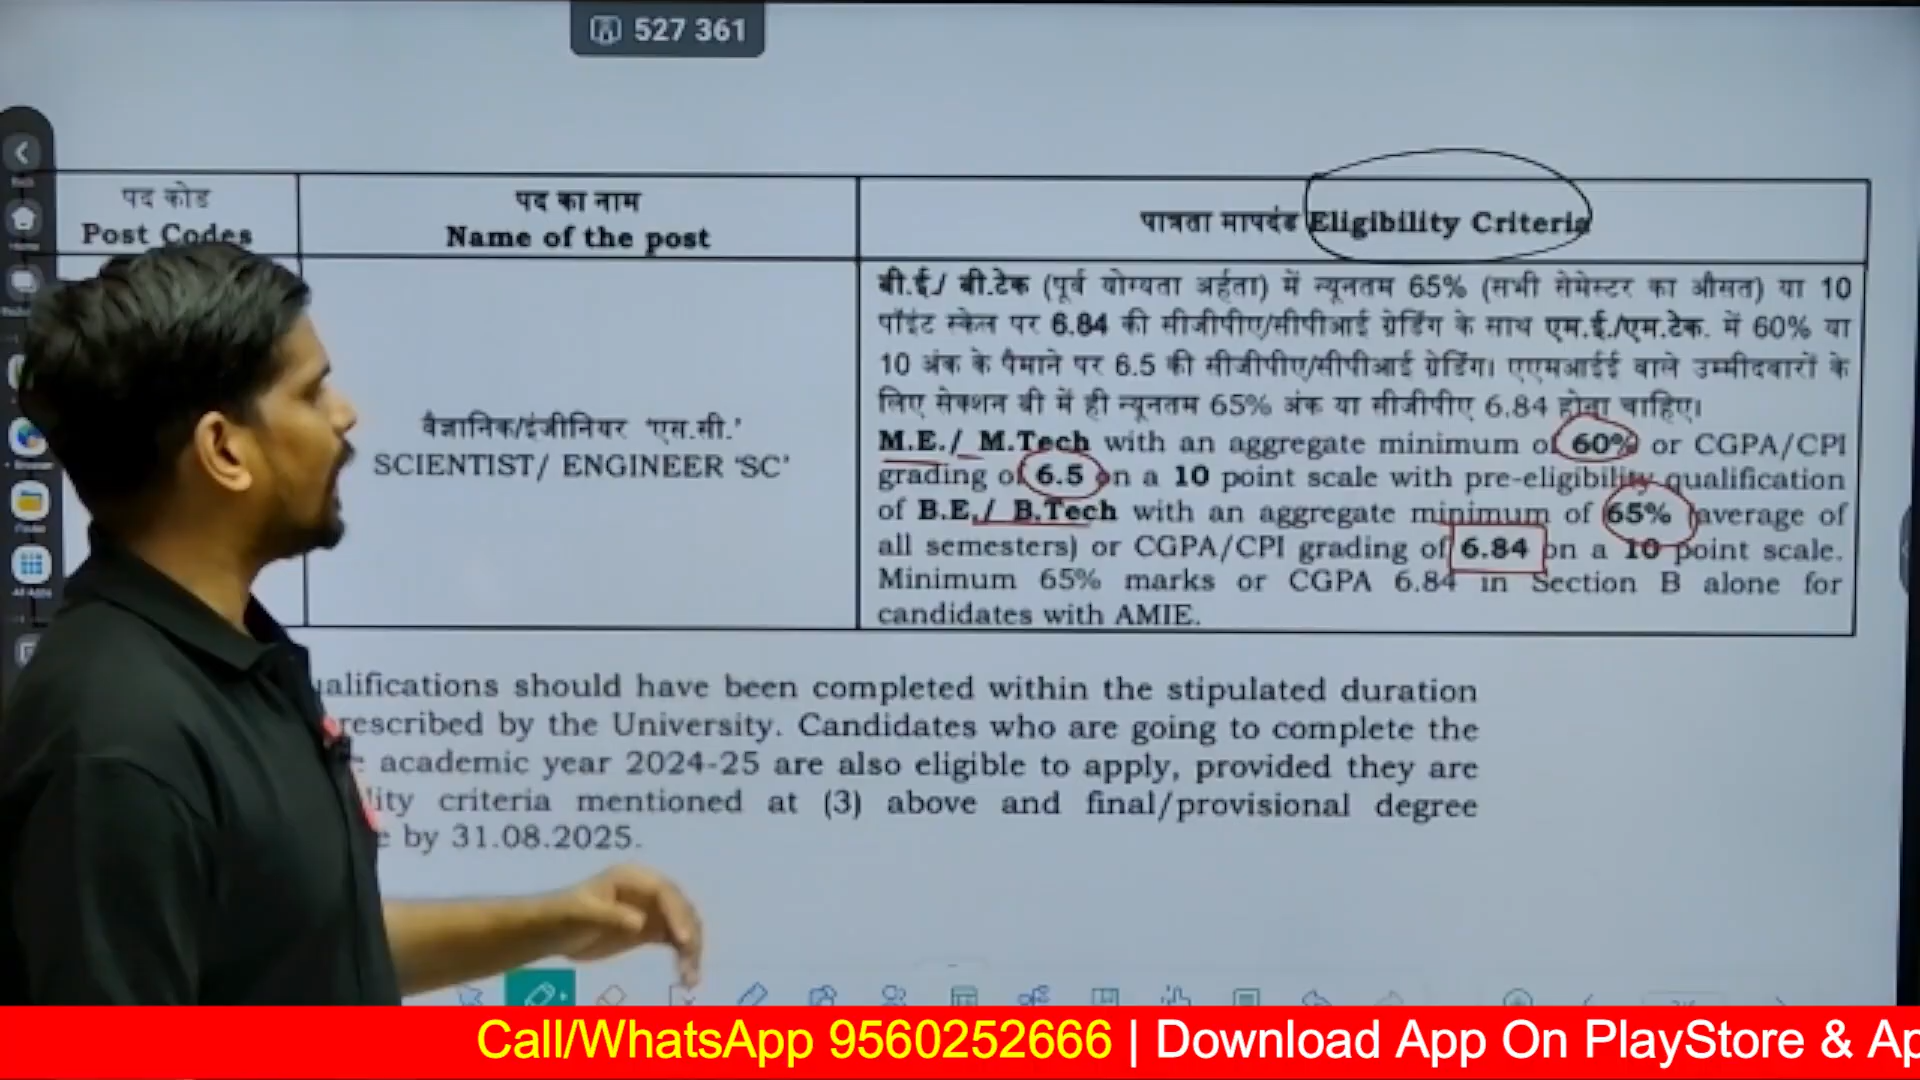 527 361
पद कोड
Post Codes
पद का नाम
Name of the post
पात्रता मापदंड Eligibility Criteria
वैज्ञानिक/इंजीनियर ‘एस.सी.’
SCIENTIST/ ENGINEER ‘SC’
बी.ई./ बी.टेक (पूर्व योग्यता अर्हता) में न्यूनतम 65% (सभी सेमेस्टर का औसत) या 10
पॉइंट स्केल पर 6.84 की सीजीपीए/सीपीआई ग्रेडिंग के साथ एम.ई./एम.टेक. में 60% या
10 अंक के पैमाने पर 6.5 की सीजीपीए/सीपीआई ग्रेडिंग। एएमआईई वाले उम्मीदवारों के
लिए सेक्शन बी में ही न्यूनतम 65% अंक या सीजीपीए 6.84 होना चाहिए।
M.E./ M.Tech with an aggregate minimum of 60% or CGPA/CPI
grading of 6.5 on a 10 point scale with pre-eligibility qualification
of B.E./ B.Tech with an aggregate minimum of 65% (average of
all semesters) or CGPA/CPI grading of 6.84 on a 10 point scale.
Minimum 65% marks or CGPA 6.84 in Section B alone for
candidates with AMIE.
ualifications should have been completed within the stipulated duration
rescribed by the University. Candidates who are going to complete the
academic year 2024-25 are also eligible to apply, provided they are
lity criteria mentioned at (3) above and final/provisional degree
e by 31.08.2025.
Call/WhatsApp 9560252666 | Download App On PlayStore & Ap